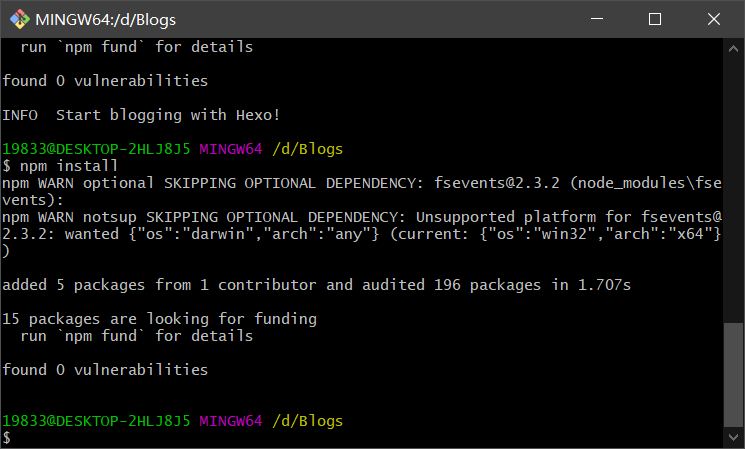 MINGW64:/d/Blogs
  run `npm fund` for details
found 0 vulnerabilities
INFO  Start blogging with Hexo!
19833@DESKTOP-2HLJ8J5 MINGW64 /d/Blogs
$ npm install
npm WARN optional SKIPPING OPTIONAL DEPENDENCY: fsevents@2.3.2 (node_modules\fse
vents):
npm WARN notsup SKIPPING OPTIONAL DEPENDENCY: Unsupported platform for fsevents@
2.3.2: wanted {"os":"darwin","arch":"any"} (current: {"os":"win32","arch":"x64"}
)
added 5 packages from 1 contributor and audited 196 packages in 1.707s
15 packages are looking for funding
  run `npm fund` for details
found 0 vulnerabilities
19833@DESKTOP-2HLJ8J5 MINGW64 /d/Blogs
$